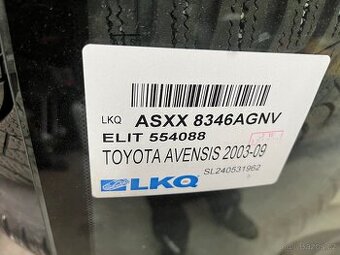 LKQ ASXX 8346AGNV
ELIT 554088
TOYOTA AVENSIS 2003-09
SL240531962
LKQ